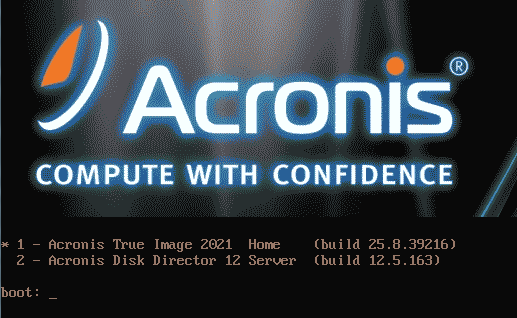 Acronis®
COMPUTE WITH CONFIDENCE
* 1 - Acronis True Image 2021  Home    (build 25.8.39216)
  2 - Acronis Disk Director 12 Server  (build 12.5.163)
boot: _